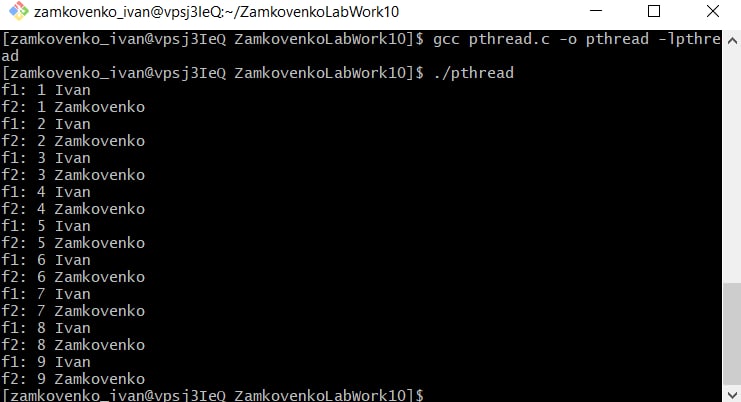 zamkovenko_ivan@vpsj3IeQ:~/ZamkovenkoLabWork10
[zamkovenko_ivan@vpsj3IeQ ZamkovenkoLabWork10]$ gcc pthread.c -o pthread -lpthre
ad
[zamkovenko_ivan@vpsj3IeQ ZamkovenkoLabWork10]$ ./pthread
f1: 1 Ivan
f2: 1 Zamkovenko
f1: 2 Ivan
f2: 2 Zamkovenko
f1: 3 Ivan
f2: 3 Zamkovenko
f1: 4 Ivan
f2: 4 Zamkovenko
f1: 5 Ivan
f2: 5 Zamkovenko
f1: 6 Ivan
f2: 6 Zamkovenko
f1: 7 Ivan
f2: 7 Zamkovenko
f1: 8 Ivan
f2: 8 Zamkovenko
f1: 9 Ivan
f2: 9 Zamkovenko
[zamkovenko_ivan@vpsj3IeQ ZamkovenkoLabWork10]$